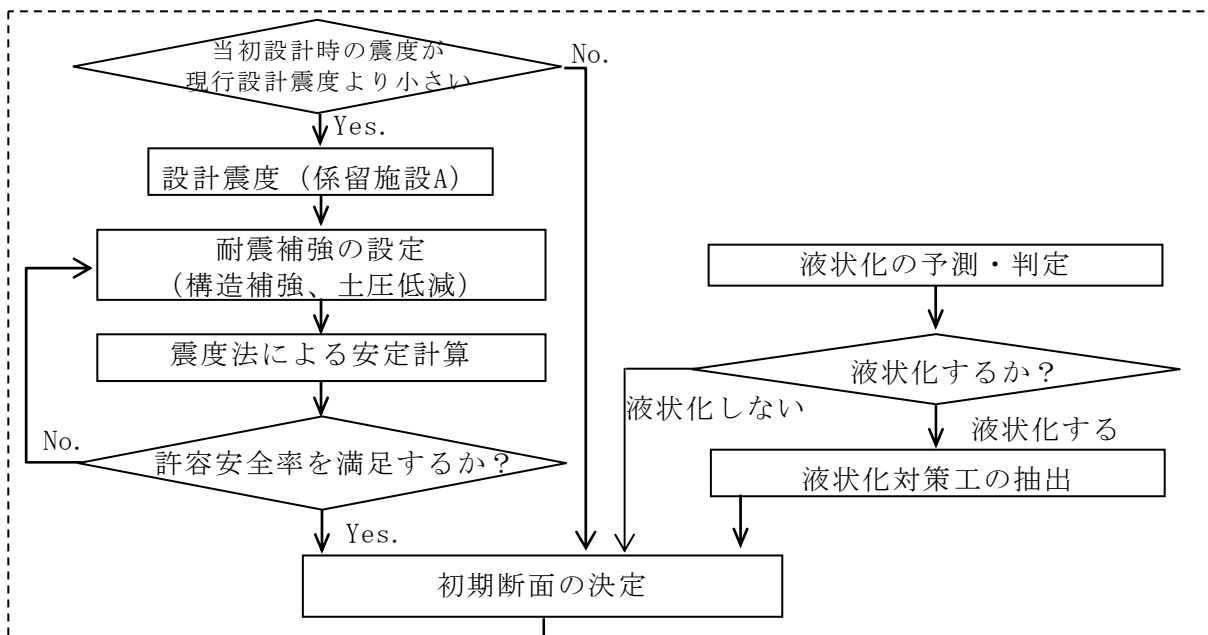 当初設計時の震度が
現行設計震度より小さい
No.
Yes.
設計震度 (係留施設A)
耐震補強の設定
(構造補強、土圧低減)
震度法による安定計算
No.
許容安全率を満足するか？
Yes.
液状化の予測・判定
液状化するか？
液状化しない
液状化する
液状化対策工の抽出
初期断面の決定